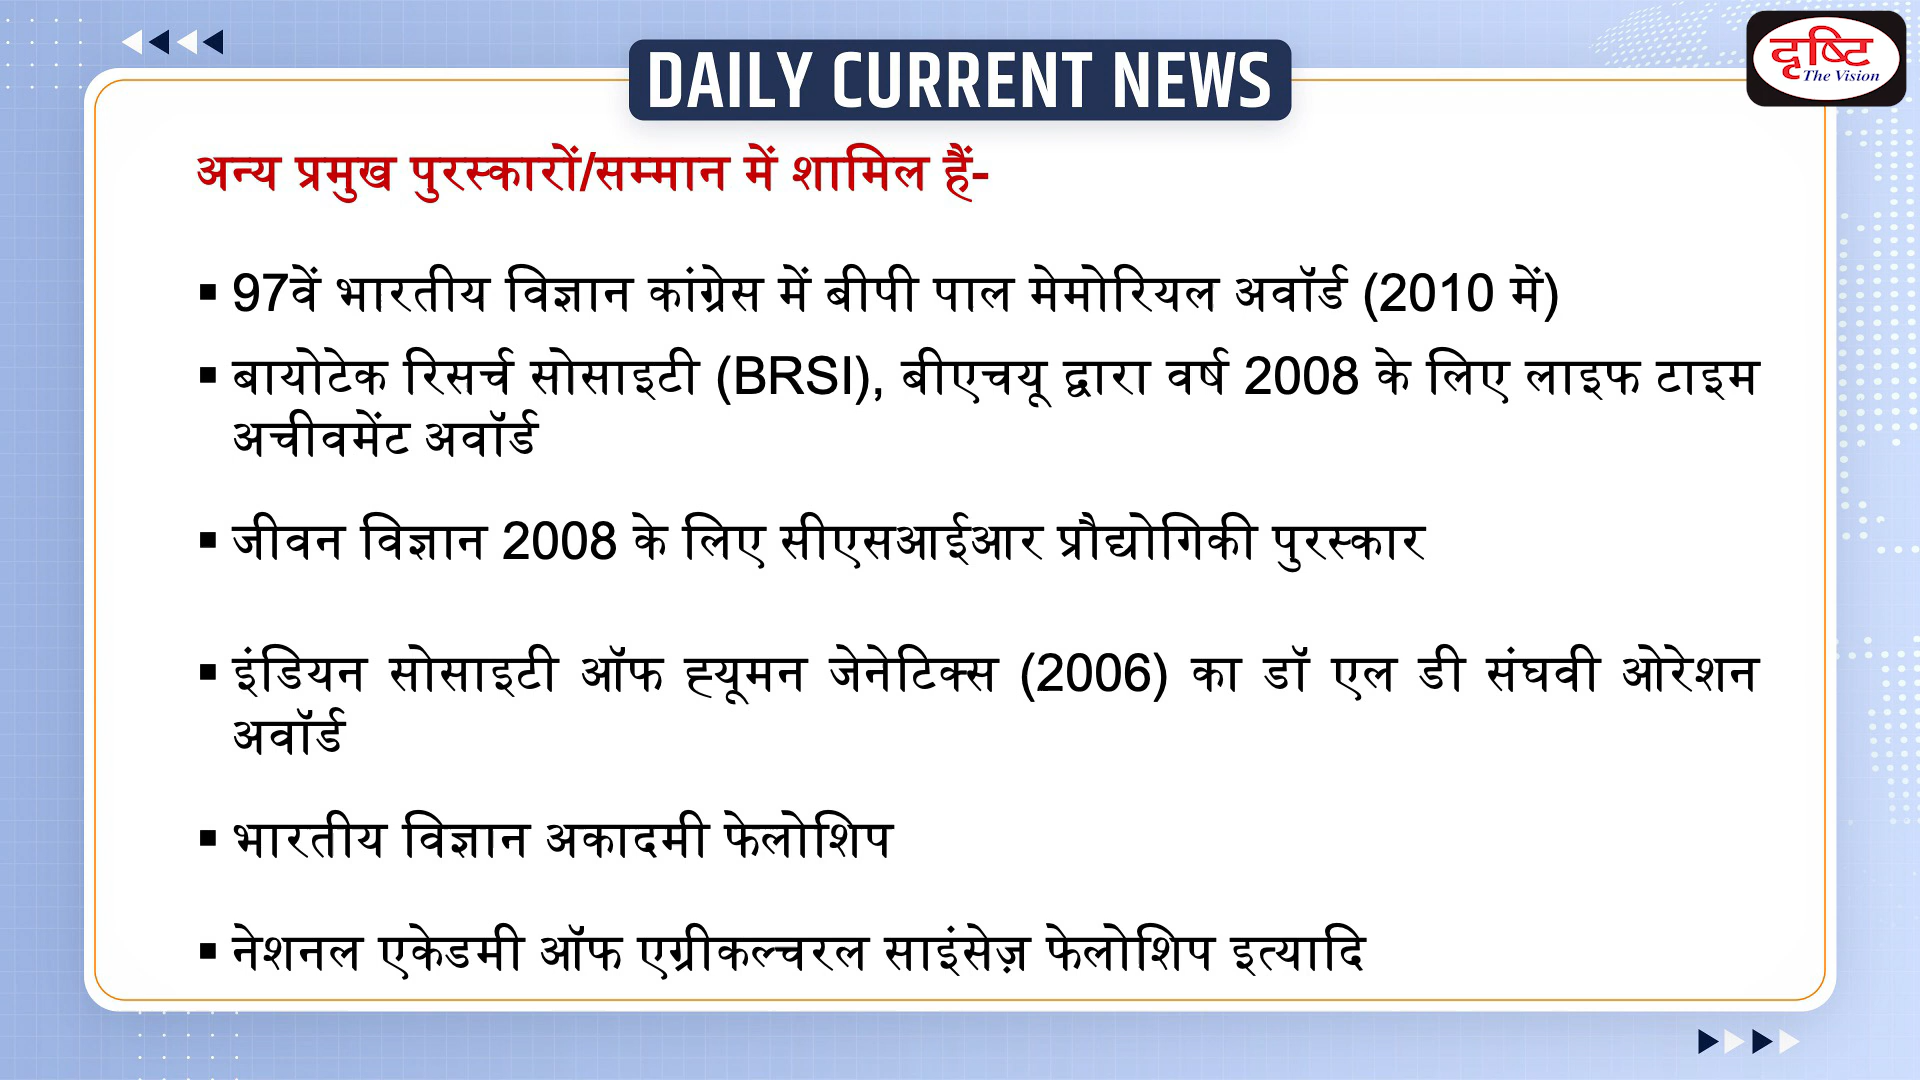 DAILY CURRENT NEWS
दृष्टि
The Vision
अन्य प्रमुख पुरस्कारों/सम्मान में शामिल हैं-
▪ 97वें भारतीय विज्ञान कांग्रेस में बीपी पाल मेमोरियल अवॉर्ड (2010 में)
▪ बायोटेक रिसर्च सोसाइटी (BRSI), बीएचयू द्वारा वर्ष 2008 के लिए लाइफ टाइम
अचीवमेंट अवॉर्ड
▪ जीवन विज्ञान 2008 के लिए सीएसआईआर प्रौद्योगिकी पुरस्कार
▪ इंडियन सोसाइटी ऑफ ह्यूमन जेनेटिक्स (2006) का डॉ एल डी संघवी ओरेशन
अवॉर्ड
▪ भारतीय विज्ञान अकादमी फेलोशिप
▪ नेशनल एकेडमी ऑफ एग्रीकल्चरल साइंसेज़ फेलोशिप इत्यादि